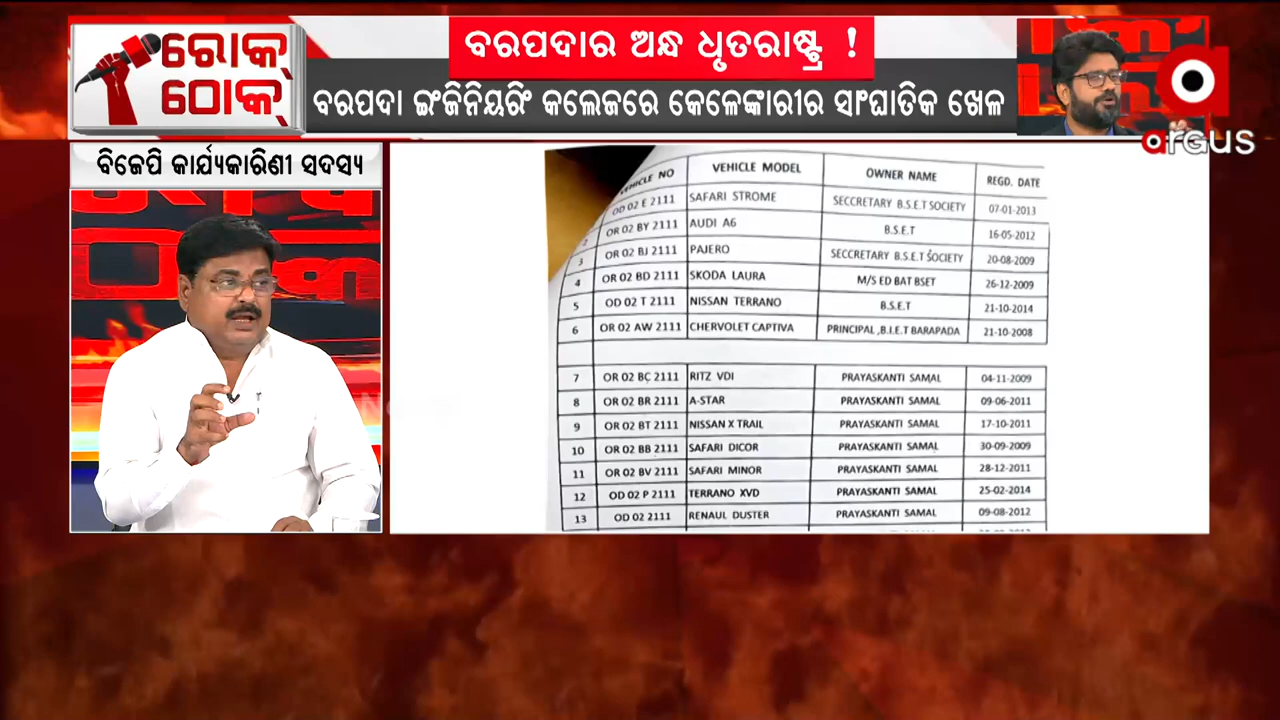 ରୋକ୍
ଠୋକ୍
ବରପଦାର ଅନ୍ଧ ଧୃତରାଷ୍ଟ୍ର !
ବରପଦା ଇଂଜିନିୟରିଂ କଲେଜରେ କେଳେଙ୍କାରୀର ସାଂଘାତିକ ଖେଳ
argus
ବିଜେପି କାର୍ଯ୍ୟକାରିଣୀ ସଦସ୍ୟ
VEHICLE NO VEHICLE MODEL OWNER NAME REGD. DATE
OD 02 E 2111 SAFARI STROME SECCRETARY B.S.E.T SOCIETY 07-01-2013
2 OR 02 BY 2111 AUDI A6 B.S.E.T 16-05-2012
3 OR 02 BJ 2111 PAJERO SECCRETARY B.S.E.T SOCIETY 20-08-2009
4 OR 02 BD 2111 SKODA LAURA M/S ED BAT BSET 26-12-2009
5 OD 02 T 2111 NISSAN TERRANO B.S.E.T 21-10-2014
6 OR 02 AW 2111 CHERVOLET CAPTIVA PRINCIPAL ,B.I.E.T BARAPADA 21-10-2008
7 OR 02 BC 2111 RITZ VDI PRAYASKANTI SAMAL 04-11-2009
8 OR 02 BR 2111 A-STAR PRAYASKANTI SAMAL 09-06-2011
9 OR 02 BT 2111 NISSAN X TRAIL PRAYASKANTI SAMAL 17-10-2011
10 OR 02 BB 2111 SAFARI DICOR PRAYASKANTI SAMAL 30-09-2009
11 OR 02 BV 2111 SAFARI MINOR PRAYASKANTI SAMAL 28-12-2011
12 OD 02 P 2111 TERRANO XVD PRAYASKANTI SAMAL 25-02-2014
13 OD 02 2111 RENAUL DUSTER PRAYASKANTI SAMAL 09-08-2012